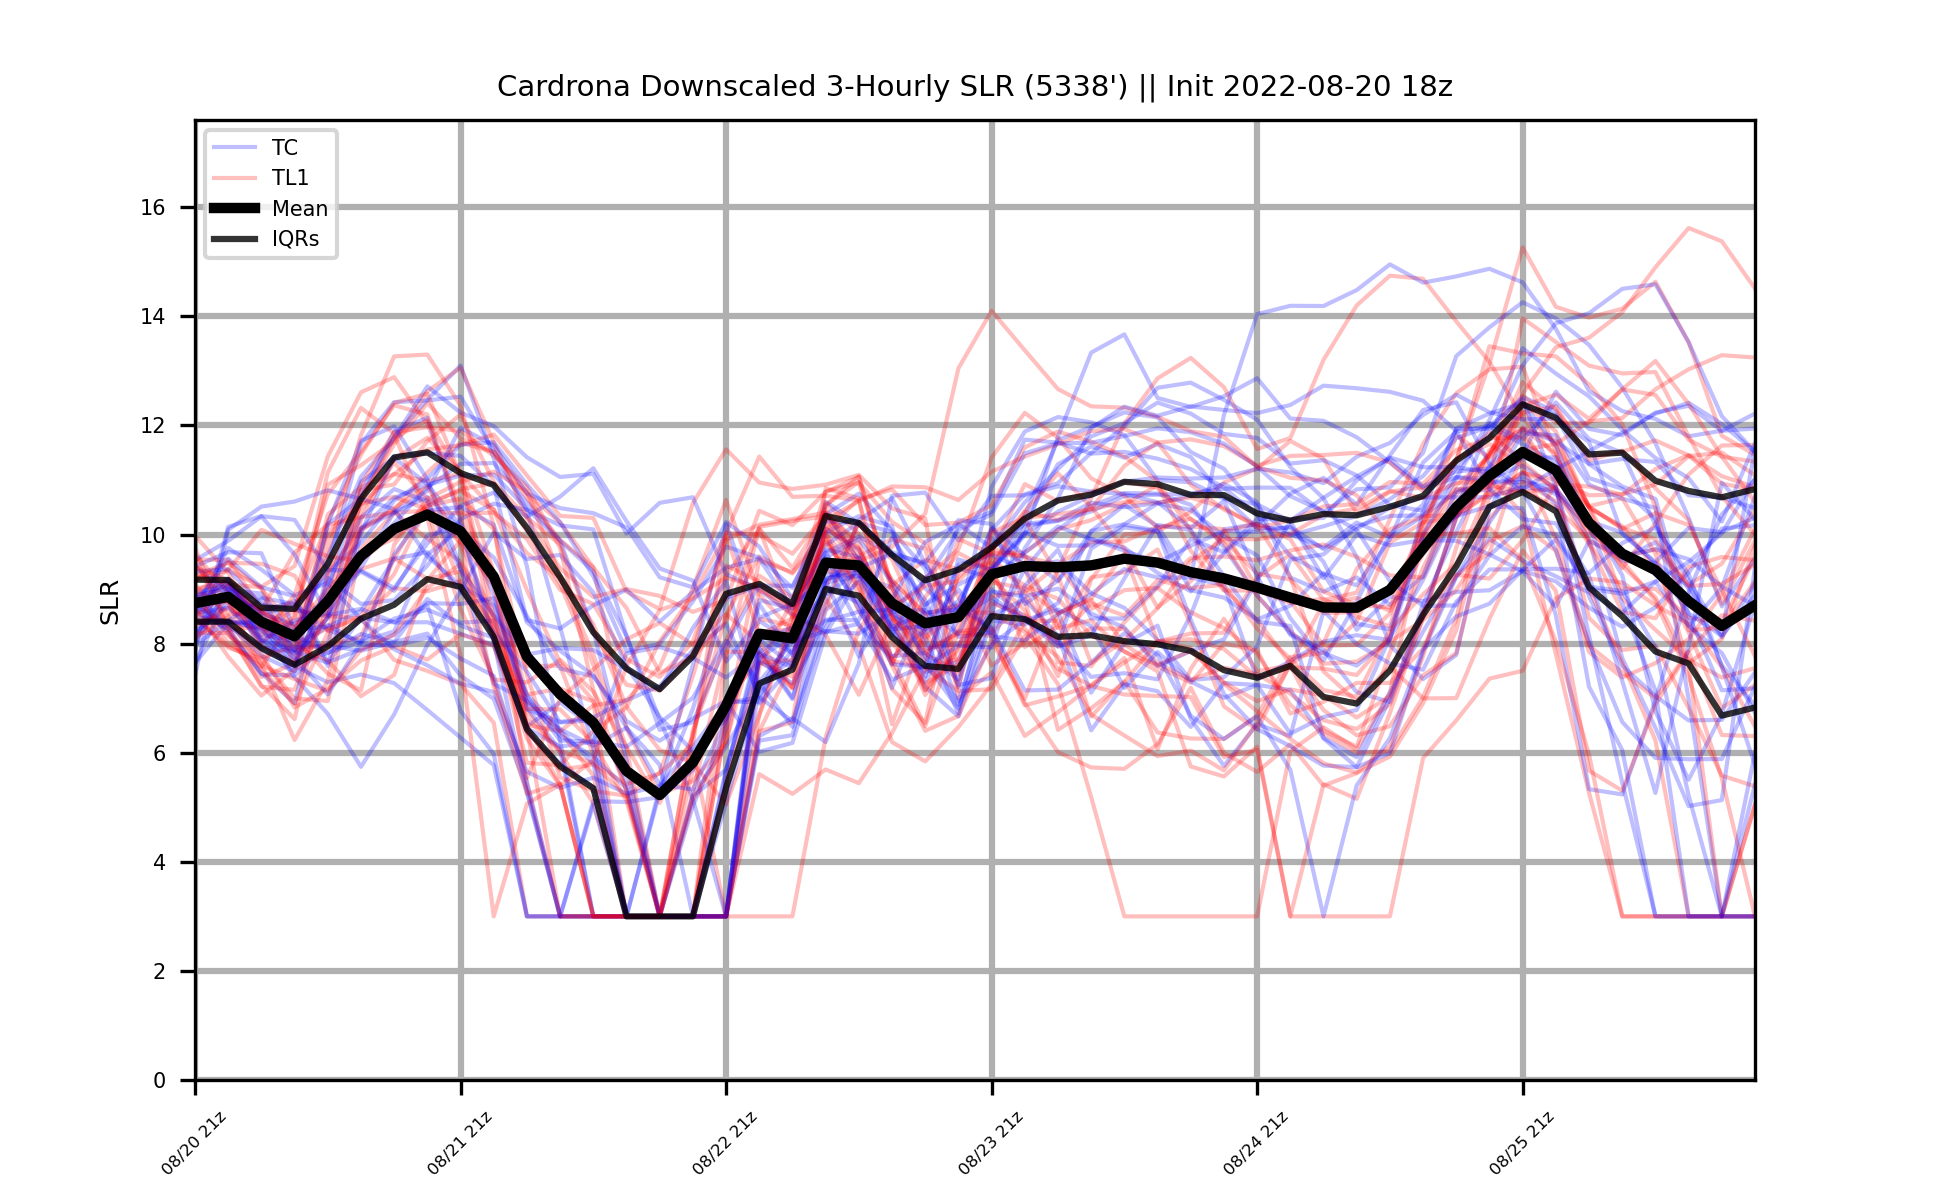 Cardrona Downscaled 3-Hourly SLR (5338') || Init 2022-08-20 18z
TC
TL1
Mean
IQRs
SLR
16
14
12
10
8
6
4
2
0
08/20 21z
08/21 21z
08/22 21z
08/23 21z
08/24 21z
08/25 21z